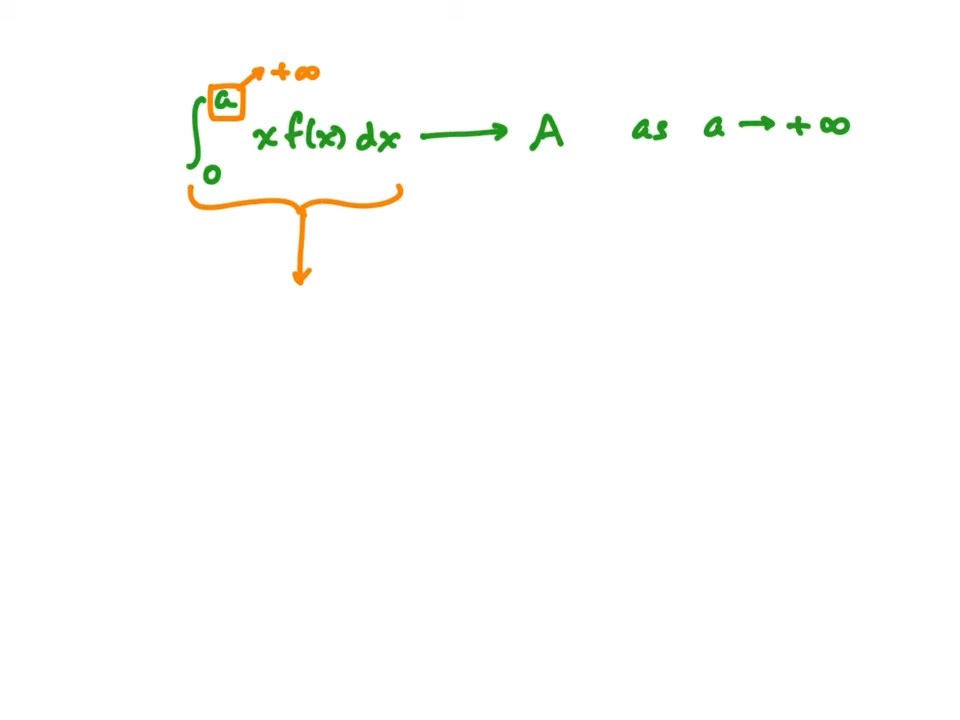 → +∞
∫₀ᵃ x f(x) dx ⟶ A as a → +∞